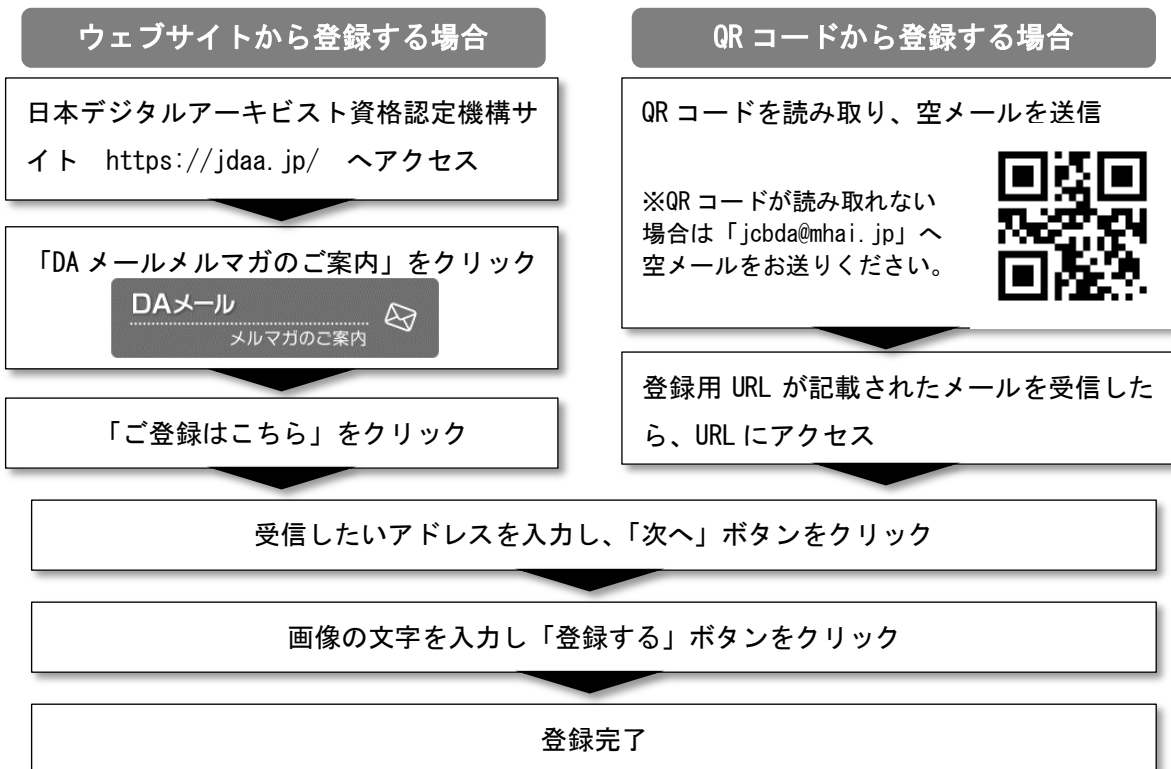 ウェブサイトから登録する場合
日本デジタルアーキビスト資格認定機構サ
イト　https://jdaa.jp/　へアクセス
「DAメールメルマガのご案内」をクリック
DAメール
メルマガのご案内
「ご登録はこちら」をクリック
QRコードから登録する場合
QRコードを読み取り、空メールを送信
※QRコードが読み取れない
場合は「jcbda@mhai.jp」へ
空メールをお送りください。
登録用URLが記載されたメールを受信した
ら、URLにアクセス
受信したいアドレスを入力し、「次へ」ボタンをクリック
画像の文字を入力し「登録する」ボタンをクリック
登録完了